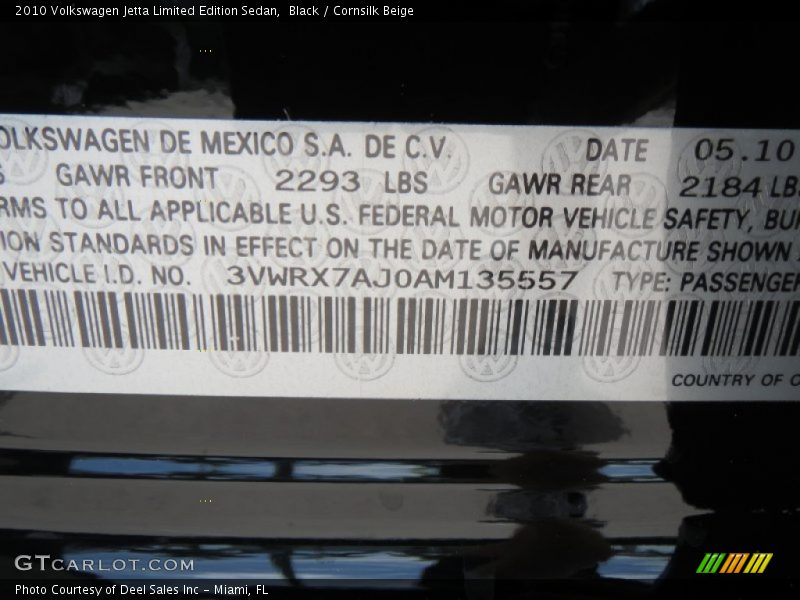 2010 Volkswagen Jetta Limited Edition Sedan,  Black / Cornsilk Beige
OLKSWAGEN DE MEXICO S.A. DE C.V. DATE 05.10
S GAWR FRONT 2293 LBS GAWR REAR 2184 LB
RMS TO ALL APPLICABLE U.S. FEDERAL MOTOR VEHICLE SAFETY, BU
ION STANDARDS IN EFFECT ON THE DATE OF MANUFACTURE SHOWN
VEHICLE I.D. NO. 3VWRX7AJ0AM135557 TYPE: PASSENGER
COUNTRY OF
GTCARLOT.COM
Photo Courtesy of Deel Sales Inc - Miami, FL